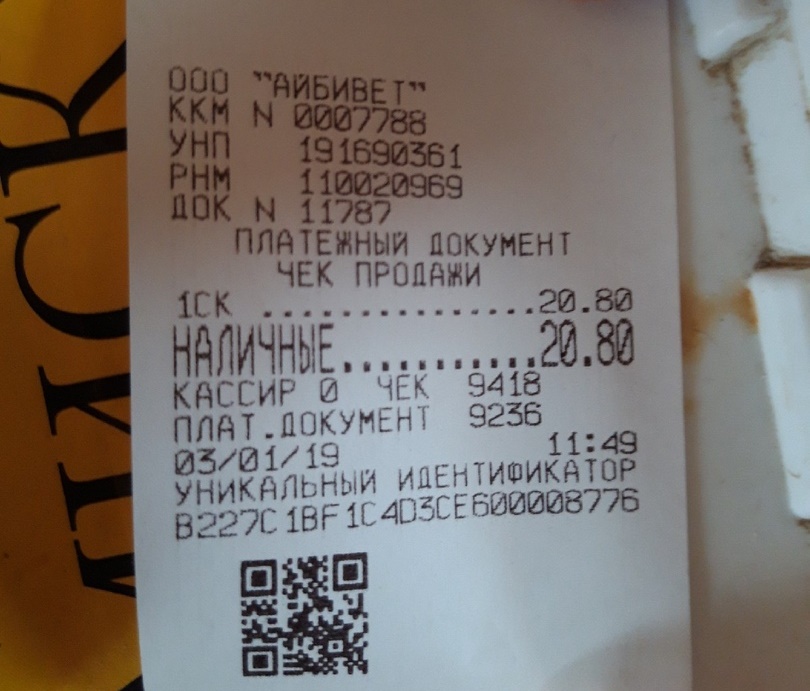 ООО "АЙБИВЕТ"
ККМ N 0007788
УНП 191690361
РНМ 110020969
ДОК N 11787
ПЛАТЕЖНЫЙ ДОКУМЕНТ
ЧЕК ПРОДАЖИ
1СК ................20.80
НАЛИЧНЫЕ...........20.80
КАССИР 0 ЧЕК 9418
ПЛАТ.ДОКУМЕНТ 9236
03/01/19 11:49
УНИКАЛЬНЫЙ ИДЕНТИФИКАТОР
B227C1BF1C4D3CE600008776